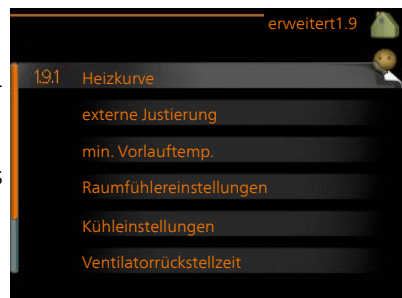 erweitert1.9
1.9.1 Heizkurve
externe Justierung
min. Vorlauftemp.
Raumfühlereinstellungen
Kühleinstellungen
Ventilatorrückstellzeit